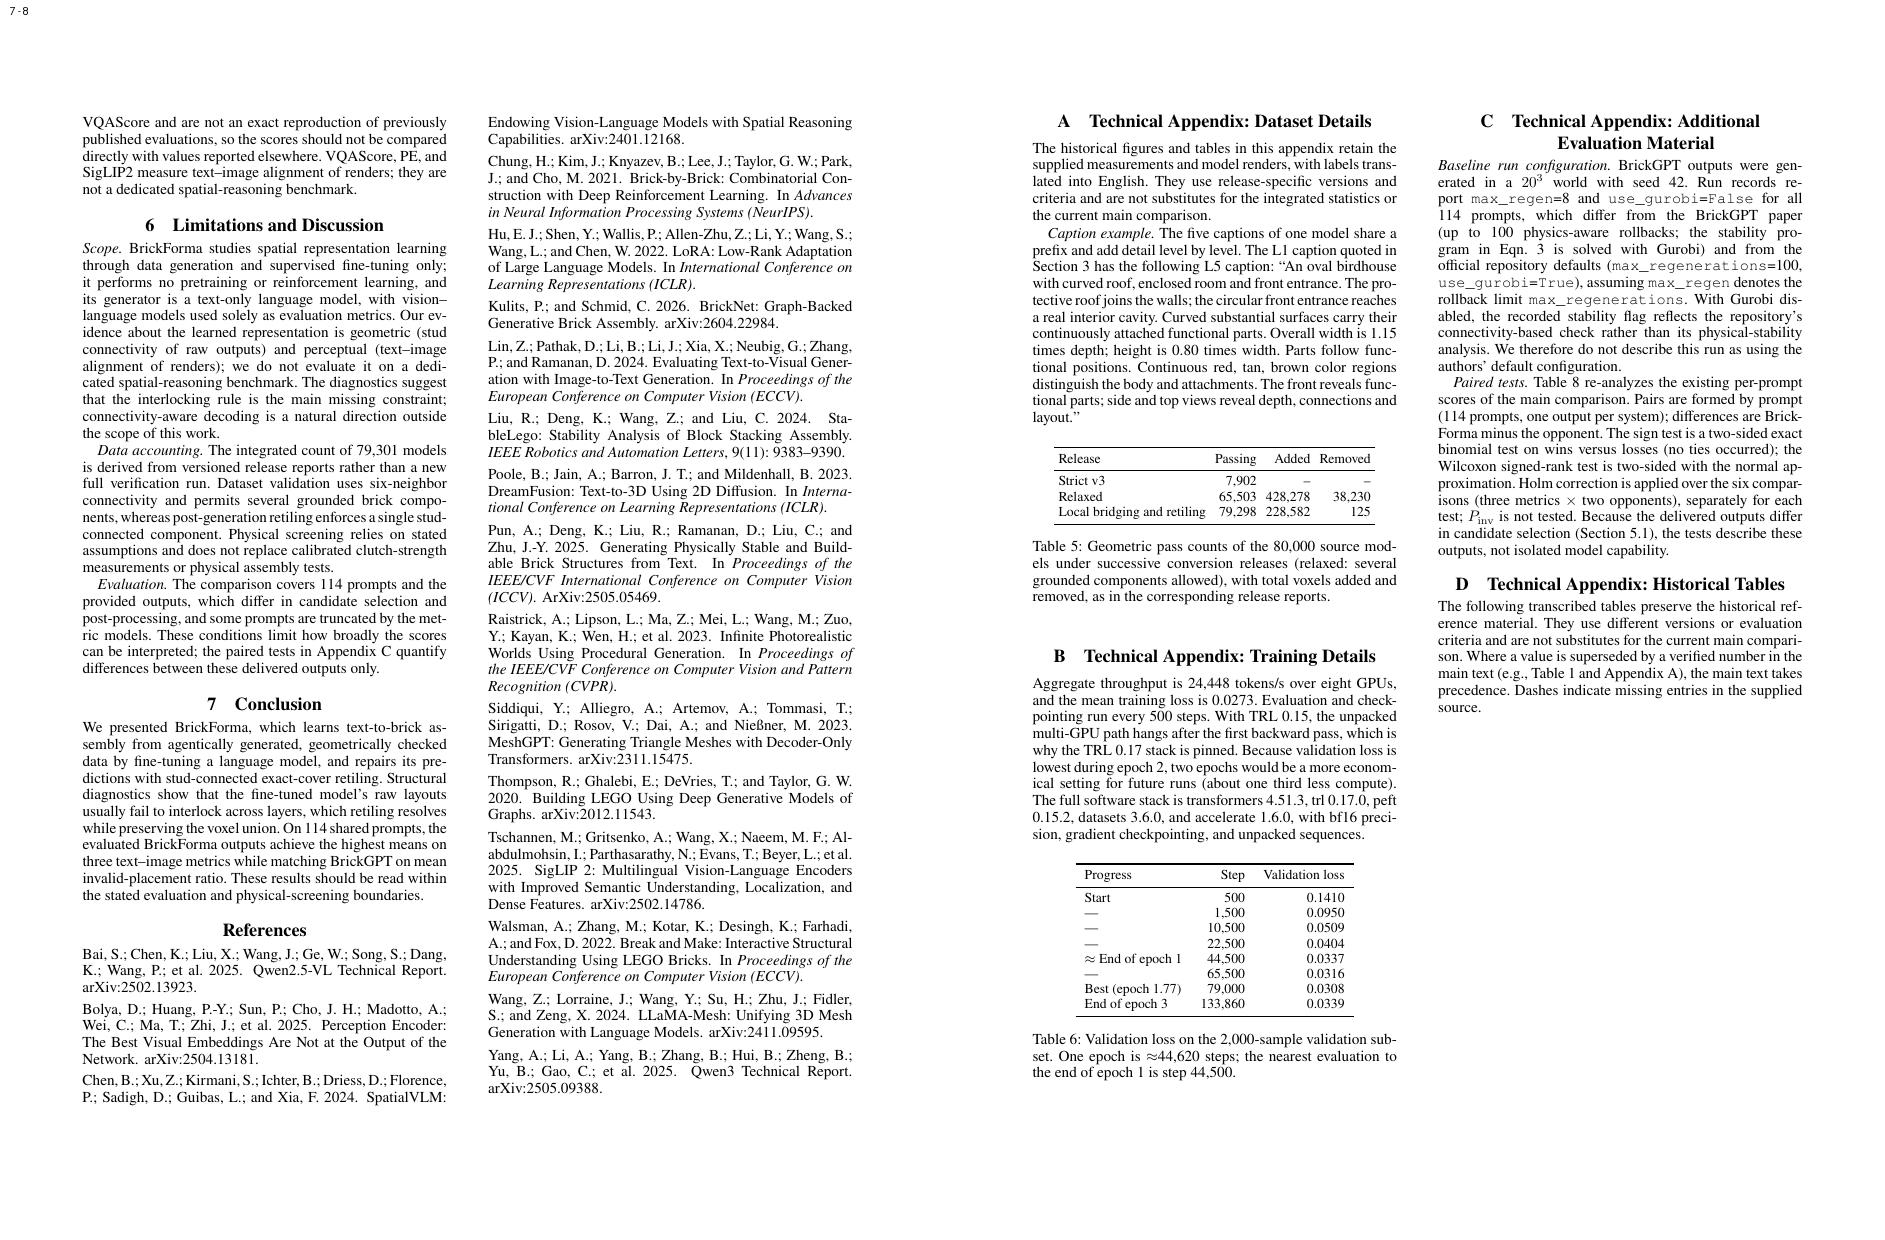 7-8
VQAScore and are not an exact reproduction of previously
published evaluations, so the scores should not be compared
directly with values reported elsewhere. VQAScore, PE, and
SigLIP2 measure text–image alignment of renders; they are
not a dedicated spatial-reasoning benchmark.
6 Limitations and Discussion
Scope. BrickForma studies spatial representation learning
through data generation and supervised fine-tuning only;
it performs no pretraining or reinforcement learning, and
its generator is a text-only language model, with vision–
language models used solely as evaluation metrics. Our ev-
idence about the learned representation is geometric (stud
connectivity of raw outputs) and perceptual (text–image
alignment of renders); we do not evaluate it on a dedi-
cated spatial-reasoning benchmark. The diagnostics suggest
that the interlocking rule is the main missing constraint;
connectivity-aware decoding is a natural direction outside
the scope of this work.
Data accounting. The integrated count of 79,301 models
is derived from versioned release reports rather than a new
full verification run. Dataset validation uses six-neighbor
connectivity and permits several grounded brick compo-
nents, whereas post-generation retiling enforces a single stud-
connected component. Physical screening relies on stated
assumptions and does not replace calibrated clutch-strength
measurements or physical assembly tests.
Evaluation. The comparison covers 114 prompts and the
provided outputs, which differ in candidate selection and
post-processing, and some prompts are truncated by the met-
ric models. These conditions limit how broadly the scores
can be interpreted; the paired tests in Appendix C quantify
differences between these delivered outputs only.
7 Conclusion
We presented BrickForma, which learns text-to-brick as-
sembly from agentically generated, geometrically checked
data by fine-tuning a language model, and repairs its pre-
dictions with stud-connected exact-cover retiling. Structural
diagnostics show that the fine-tuned model's raw layouts
usually fail to interlock across layers, which retiling resolves
while preserving the voxel union. On 114 shared prompts, the
evaluated BrickForma outputs achieve the highest means on
three text–image metrics while matching BrickGPT on mean
invalid-placement ratio. These results should be read within
the stated evaluation and physical-screening boundaries.
References
Bai, S.; Chen, K.; Liu, X.; Wang, J.; Ge, W.; Song, S.; Dang,
K.; Wang, P.; et al. 2025. Qwen2.5-VL Technical Report.
arXiv:2502.13923.
Bolya, D.; Huang, P.-Y.; Sun, P.; Cho, J. H.; Madotto, A.;
Wei, C.; Ma, T.; Zhi, J.; et al. 2025. Perception Encoder:
The Best Visual Embeddings Are Not at the Output of the
Network. arXiv:2504.13181.
Chen, B.; Xu, Z.; Kirmani, S.; Ichter, B.; Driess, D.; Florence,
P.; Sadigh, D.; Guibas, L.; and Xia, F. 2024. SpatialVLM:
Endowing Vision-Language Models with Spatial Reasoning
Capabilities. arXiv:2401.12168.
Chung, H.; Kim, J.; Knyazev, B.; Lee, J.; Taylor, G. W.; Park,
J.; and Cho, M. 2021. Brick-by-Brick: Combinatorial Con-
struction with Deep Reinforcement Learning. In Advances
in Neural Information Processing Systems (NeurIPS).
Hu, E. J.; Shen, Y.; Wallis, P.; Allen-Zhu, Z.; Li, Y.; Wang, S.;
Wang, L.; and Chen, W. 2022. LoRA: Low-Rank Adaptation
of Large Language Models. In International Conference on
Learning Representations (ICLR).
Kulits, P.; and Schmid, C. 2026. BrickNet: Graph-Backed
Generative Brick Assembly. arXiv:2604.22984.
Lin, Z.; Pathak, D.; Li, B.; Li, J.; Xia, X.; Neubig, G.; Zhang,
P.; and Ramanan, D. 2024. Evaluating Text-to-Visual Gener-
ation with Image-to-Text Generation. In Proceedings of the
European Conference on Computer Vision (ECCV).
Liu, R.; Deng, K.; Wang, Z.; and Liu, C. 2024. Sta-
bleLego: Stability Analysis of Block Stacking Assembly.
IEEE Robotics and Automation Letters, 9(11): 9383–9390.
Poole, B.; Jain, A.; Barron, J. T.; and Mildenhall, B. 2023.
DreamFusion: Text-to-3D Using 2D Diffusion. In Interna-
tional Conference on Learning Representations (ICLR).
Pun, A.; Deng, K.; Liu, R.; Ramanan, D.; Liu, C.; and
Zhu, J.-Y. 2025. Generating Physically Stable and Build-
able Brick Structures from Text. In Proceedings of the
IEEE/CVF International Conference on Computer Vision
(ICCV). ArXiv:2505.05469.
Raistrick, A.; Lipson, L.; Ma, Z.; Mei, L.; Wang, M.; Zuo,
Y.; Kayan, K.; Wen, H.; et al. 2023. Infinite Photorealistic
Worlds Using Procedural Generation. In Proceedings of
the IEEE/CVF Conference on Computer Vision and Pattern
Recognition (CVPR).
Siddiqui, Y.; Alliegro, A.; Artemov, A.; Tommasi, T.;
Sirigatti, D.; Rosov, V.; Dai, A.; and Nießner, M. 2023.
MeshGPT: Generating Triangle Meshes with Decoder-Only
Transformers. arXiv:2311.15475.
Thompson, R.; Ghalebi, E.; DeVries, T.; and Taylor, G. W.
2020. Building LEGO Using Deep Generative Models of
Graphs. arXiv:2012.11543.
Tschannen, M.; Gritsenko, A.; Wang, X.; Naeem, M. F.; Al-
abdulmohsin, I.; Parthasarathy, N.; Evans, T.; Beyer, L.; et al.
2025. SigLIP 2: Multilingual Vision-Language Encoders
with Improved Semantic Understanding, Localization, and
Dense Features. arXiv:2502.14786.
Walsman, A.; Zhang, M.; Kotar, K.; Desingh, K.; Farhadi,
A.; and Fox, D. 2022. Break and Make: Interactive Structural
Understanding Using LEGO Bricks. In Proceedings of the
European Conference on Computer Vision (ECCV).
Wang, Z.; Lorraine, J.; Wang, Y.; Su, H.; Zhu, J.; Fidler,
S.; and Zeng, X. 2024. LLaMA-Mesh: Unifying 3D Mesh
Generation with Language Models. arXiv:2411.09595.
Yang, A.; Li, A.; Yang, B.; Zhang, B.; Hui, B.; Zheng, B.;
Yu, B.; Gao, C.; et al. 2025. Qwen3 Technical Report.
arXiv:2505.09388.
A Technical Appendix: Dataset Details
The historical figures and tables in this appendix retain the
supplied measurements and model renders, with labels trans-
lated into English. They use release-specific versions and
criteria and are not substitutes for the integrated statistics or
the current main comparison.
Caption example. The five captions of one model share a
prefix and add detail level by level. The L1 caption quoted in
Section 3 has the following L5 caption: “An oval birdhouse
with curved roof, enclosed room and front entrance. The pro-
tective roof joins the walls; the circular front entrance reaches
a real interior cavity. Curved substantial surfaces carry their
continuously attached functional parts. Overall width is 1.15
times depth; height is 0.80 times width. Parts follow func-
tional positions. Continuous red, tan, brown color regions
distinguish the body and attachments. The front reveals func-
tional parts; side and top views reveal depth, connections and
layout.”
Release Passing Added Removed
Strict v3 7,902 – –
Relaxed 65,503 428,278 38,230
Local bridging and retiling 79,298 228,582 125
Table 5: Geometric pass counts of the 80,000 source mod-
els under successive conversion releases (relaxed: several
grounded components allowed), with total voxels added and
removed, as in the corresponding release reports.
B Technical Appendix: Training Details
Aggregate throughput is 24,448 tokens/s over eight GPUs,
and the mean training loss is 0.0273. Evaluation and check-
pointing run every 500 steps. With TRL 0.15, the unpacked
multi-GPU path hangs after the first backward pass, which is
why the TRL 0.17 stack is pinned. Because validation loss is
lowest during epoch 2, two epochs would be a more econom-
ical setting for future runs (about one third less compute).
The full software stack is transformers 4.51.3, trl 0.17.0, peft
0.15.2, datasets 3.6.0, and accelerate 1.6.0, with bf16 preci-
sion, gradient checkpointing, and unpacked sequences.
Progress Step Validation loss
Start 500 0.1410
— 1,500 0.0950
— 10,500 0.0509
— 22,500 0.0404
≈ End of epoch 1 44,500 0.0337
— 65,500 0.0316
Best (epoch 1.77) 79,000 0.0308
End of epoch 3 133,860 0.0339
Table 6: Validation loss on the 2,000-sample validation sub-
set. One epoch is ≈44,620 steps; the nearest evaluation to
the end of epoch 1 is step 44,500.
C Technical Appendix: Additional
Evaluation Material
Baseline run configuration. BrickGPT outputs were gen-
erated in a 20³ world with seed 42. Run records re-
port max_regen=8 and use_gurobi=False for all
114 prompts, which differ from the BrickGPT paper
(up to 100 physics-aware rollbacks; the stability pro-
gram in Eqn. 3 is solved with Gurobi) and from the
official repository defaults (max_regenerations=100,
use_gurobi=True), assuming max_regen denotes the
rollback limit max_regenerations. With Gurobi dis-
abled, the recorded stability flag reflects the repository's
connectivity-based check rather than its physical-stability
analysis. We therefore do not describe this run as using the
authors' default configuration.
Paired tests. Table 8 re-analyzes the existing per-prompt
scores of the main comparison. Pairs are formed by prompt
(114 prompts, one output per system); differences are Brick-
Forma minus the opponent. The sign test is a two-sided exact
binomial test on wins versus losses (no ties occurred); the
Wilcoxon signed-rank test is two-sided with the normal ap-
proximation. Holm correction is applied over the six compar-
isons (three metrics × two opponents), separately for each
test; P_inv is not tested. Because the delivered outputs differ
in candidate selection (Section 5.1), the tests describe these
outputs, not isolated model capability.
D Technical Appendix: Historical Tables
The following transcribed tables preserve the historical ref-
erence material. They use different versions or evaluation
criteria and are not substitutes for the current main compari-
son. Where a value is superseded by a verified number in the
main text (e.g., Table 1 and Appendix A), the main text takes
precedence. Dashes indicate missing entries in the supplied
source.